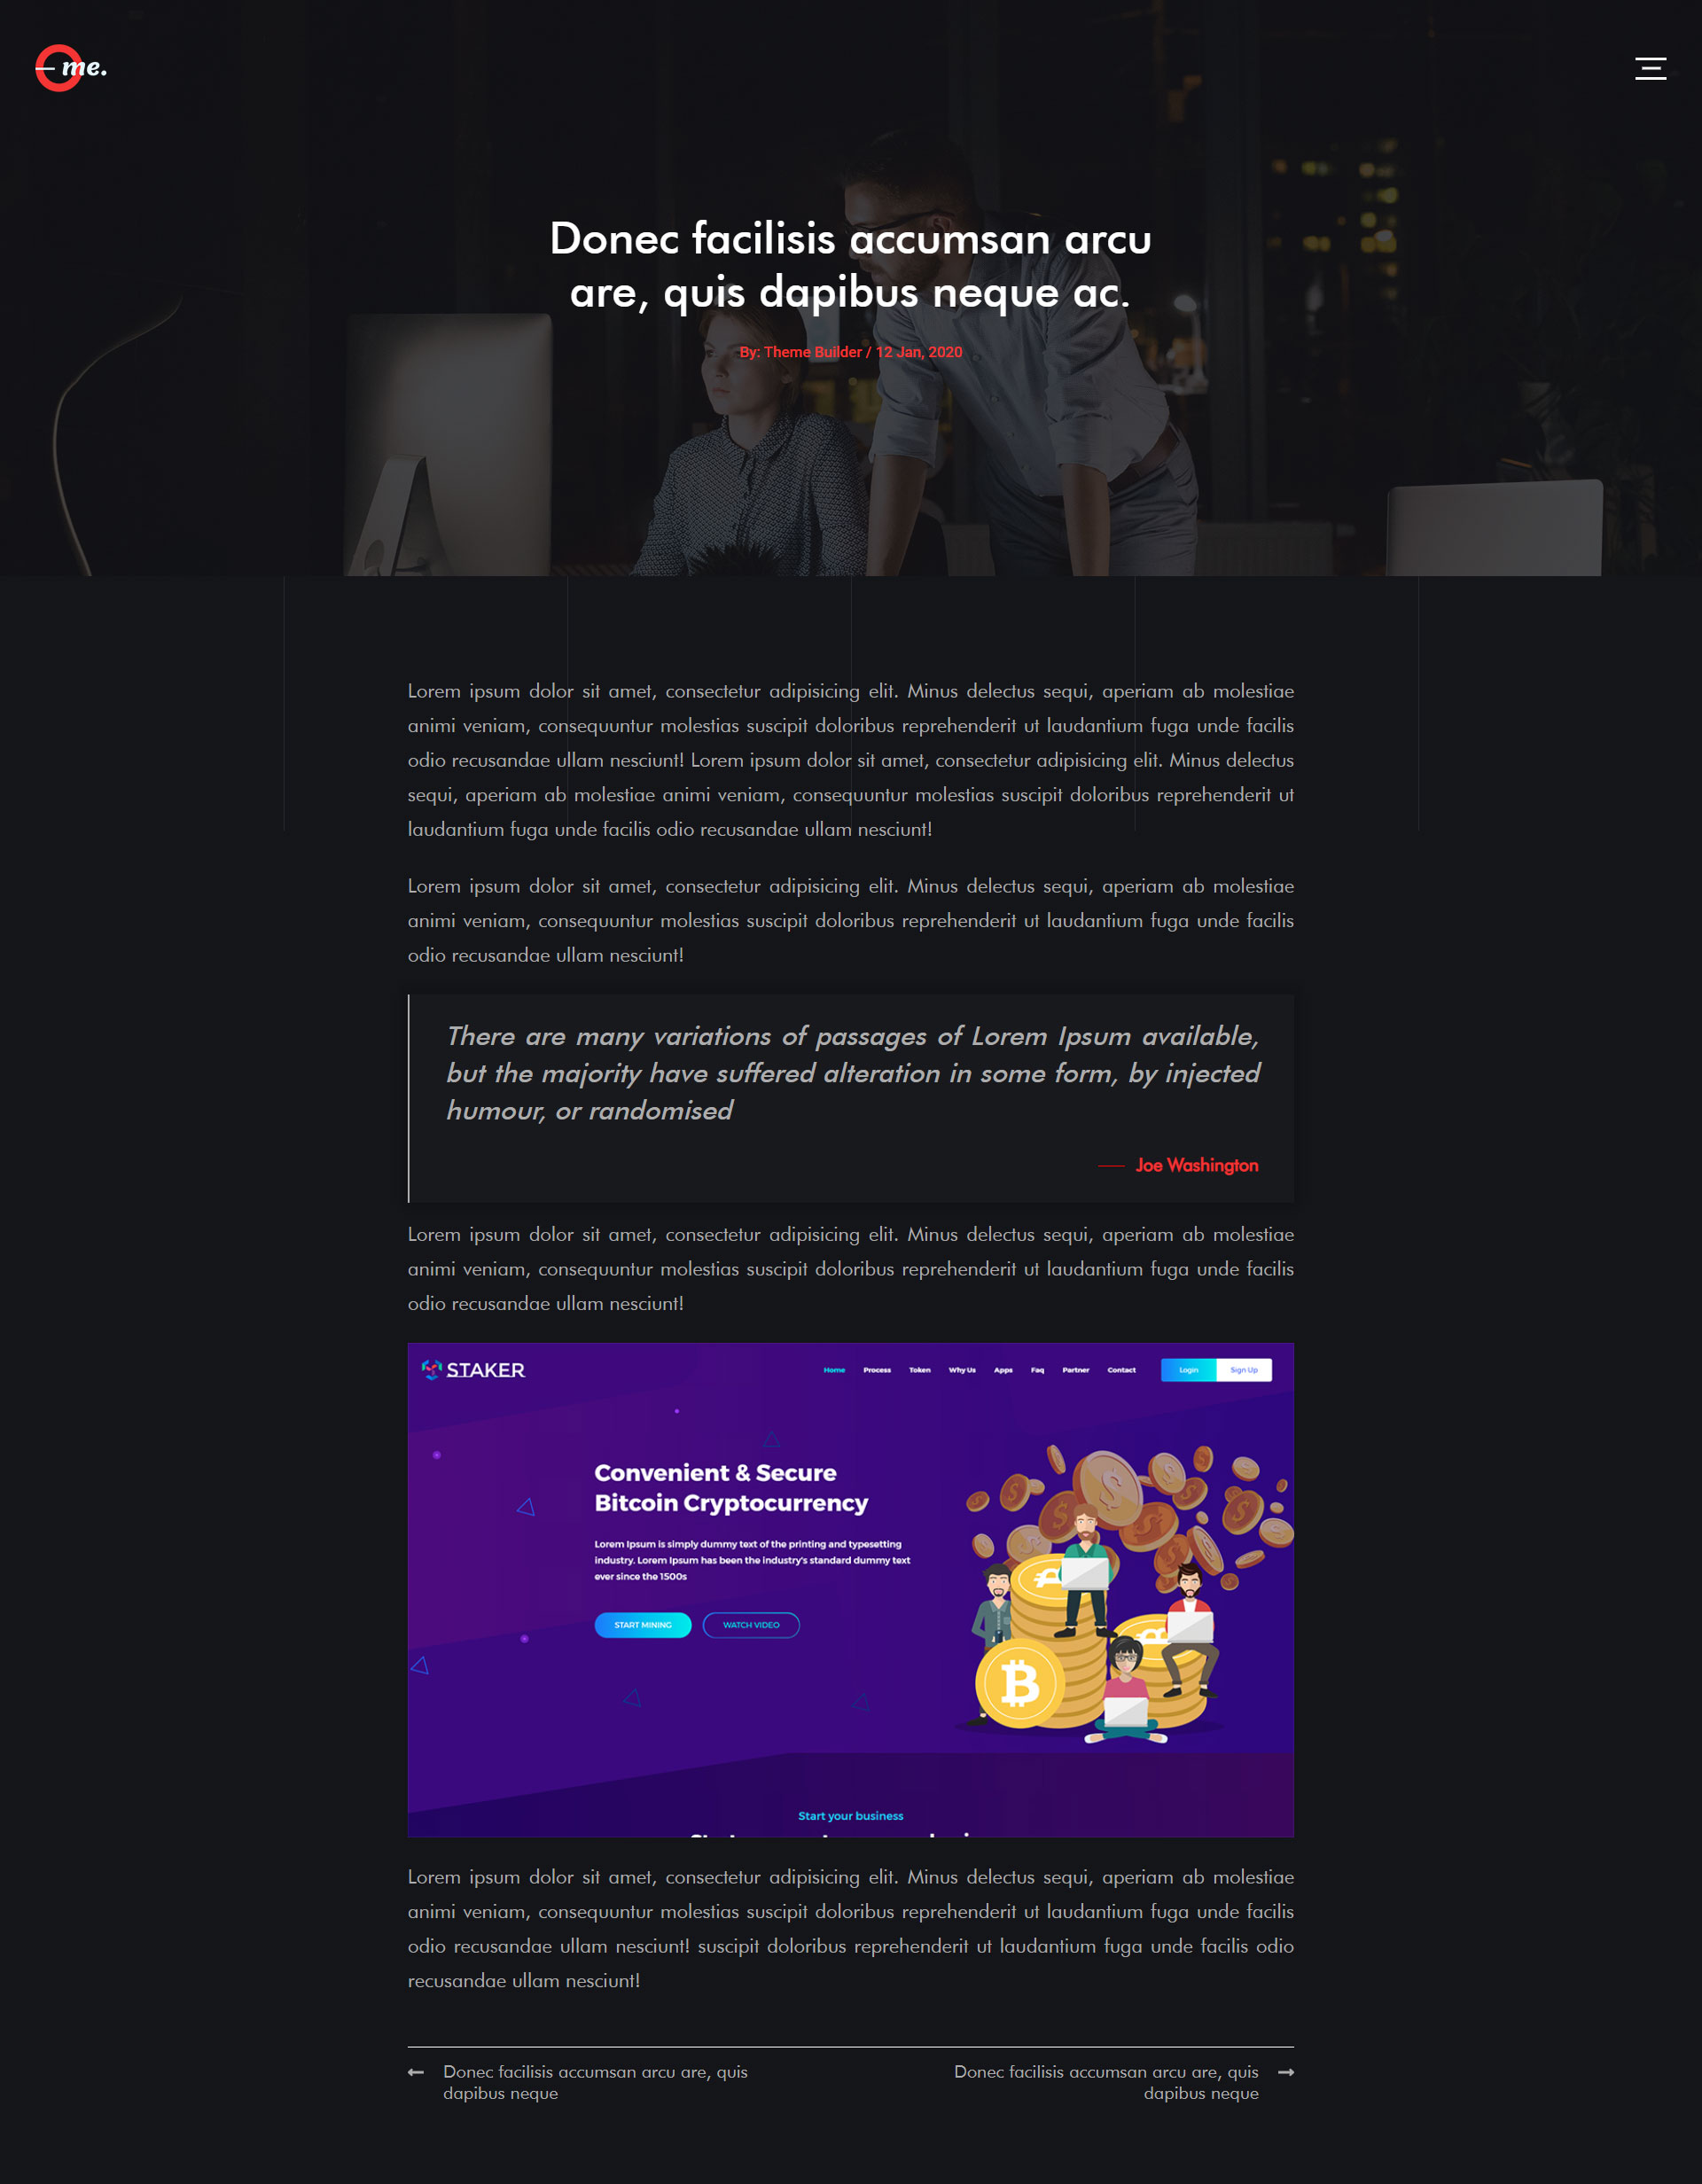 me.
Donec facilisis accumsan arcu
are, quis dapibus neque ac.
By: Theme Builder / 12 Jan, 2020
Lorem ipsum dolor sit amet, consectetur adipisicing elit. Minus delectus sequi, aperiam ab molestiae
animi veniam, consequuntur molestias suscipit doloribus reprehenderit ut laudantium fuga unde facilis
odio recusandae ullam nesciunt! Lorem ipsum dolor sit amet, consectetur adipisicing elit. Minus delectus
sequi, aperiam ab molestiae animi veniam, consequuntur molestias suscipit doloribus reprehenderit ut
laudantium fuga unde facilis odio recusandae ullam nesciunt!
Lorem ipsum dolor sit amet, consectetur adipisicing elit. Minus delectus sequi, aperiam ab molestiae
animi veniam, consequuntur molestias suscipit doloribus reprehenderit ut laudantium fuga unde facilis
odio recusandae ullam nesciunt!
There are many variations of passages of Lorem Ipsum available,
but the majority have suffered alteration in some form, by injected
humour, or randomised
Joe Washington
Lorem ipsum dolor sit amet, consectetur adipisicing elit. Minus delectus sequi, aperiam ab molestiae
animi veniam, consequuntur molestias suscipit doloribus reprehenderit ut laudantium fuga unde facilis
odio recusandae ullam nesciunt!
STAKER Home Process Token Why Us Apps Faq Partner Contact Login Sign Up
Convenient & Secure
Bitcoin Cryptocurrency
Lorem Ipsum is simply dummy text of the printing and typesetting
industry. Lorem Ipsum has been the industry's standard dummy text
ever since the 1500s
START MINING WATCH VIDEO
Start your business
Lorem ipsum dolor sit amet, consectetur adipisicing elit. Minus delectus sequi, aperiam ab molestiae
animi veniam, consequuntur molestias suscipit doloribus reprehenderit ut laudantium fuga unde facilis
odio recusandae ullam nesciunt! suscipit doloribus reprehenderit ut laudantium fuga unde facilis odio
recusandae ullam nesciunt!
Donec facilisis accumsan arcu are, quis
dapibus neque
Donec facilisis accumsan arcu are, quis
dapibus neque